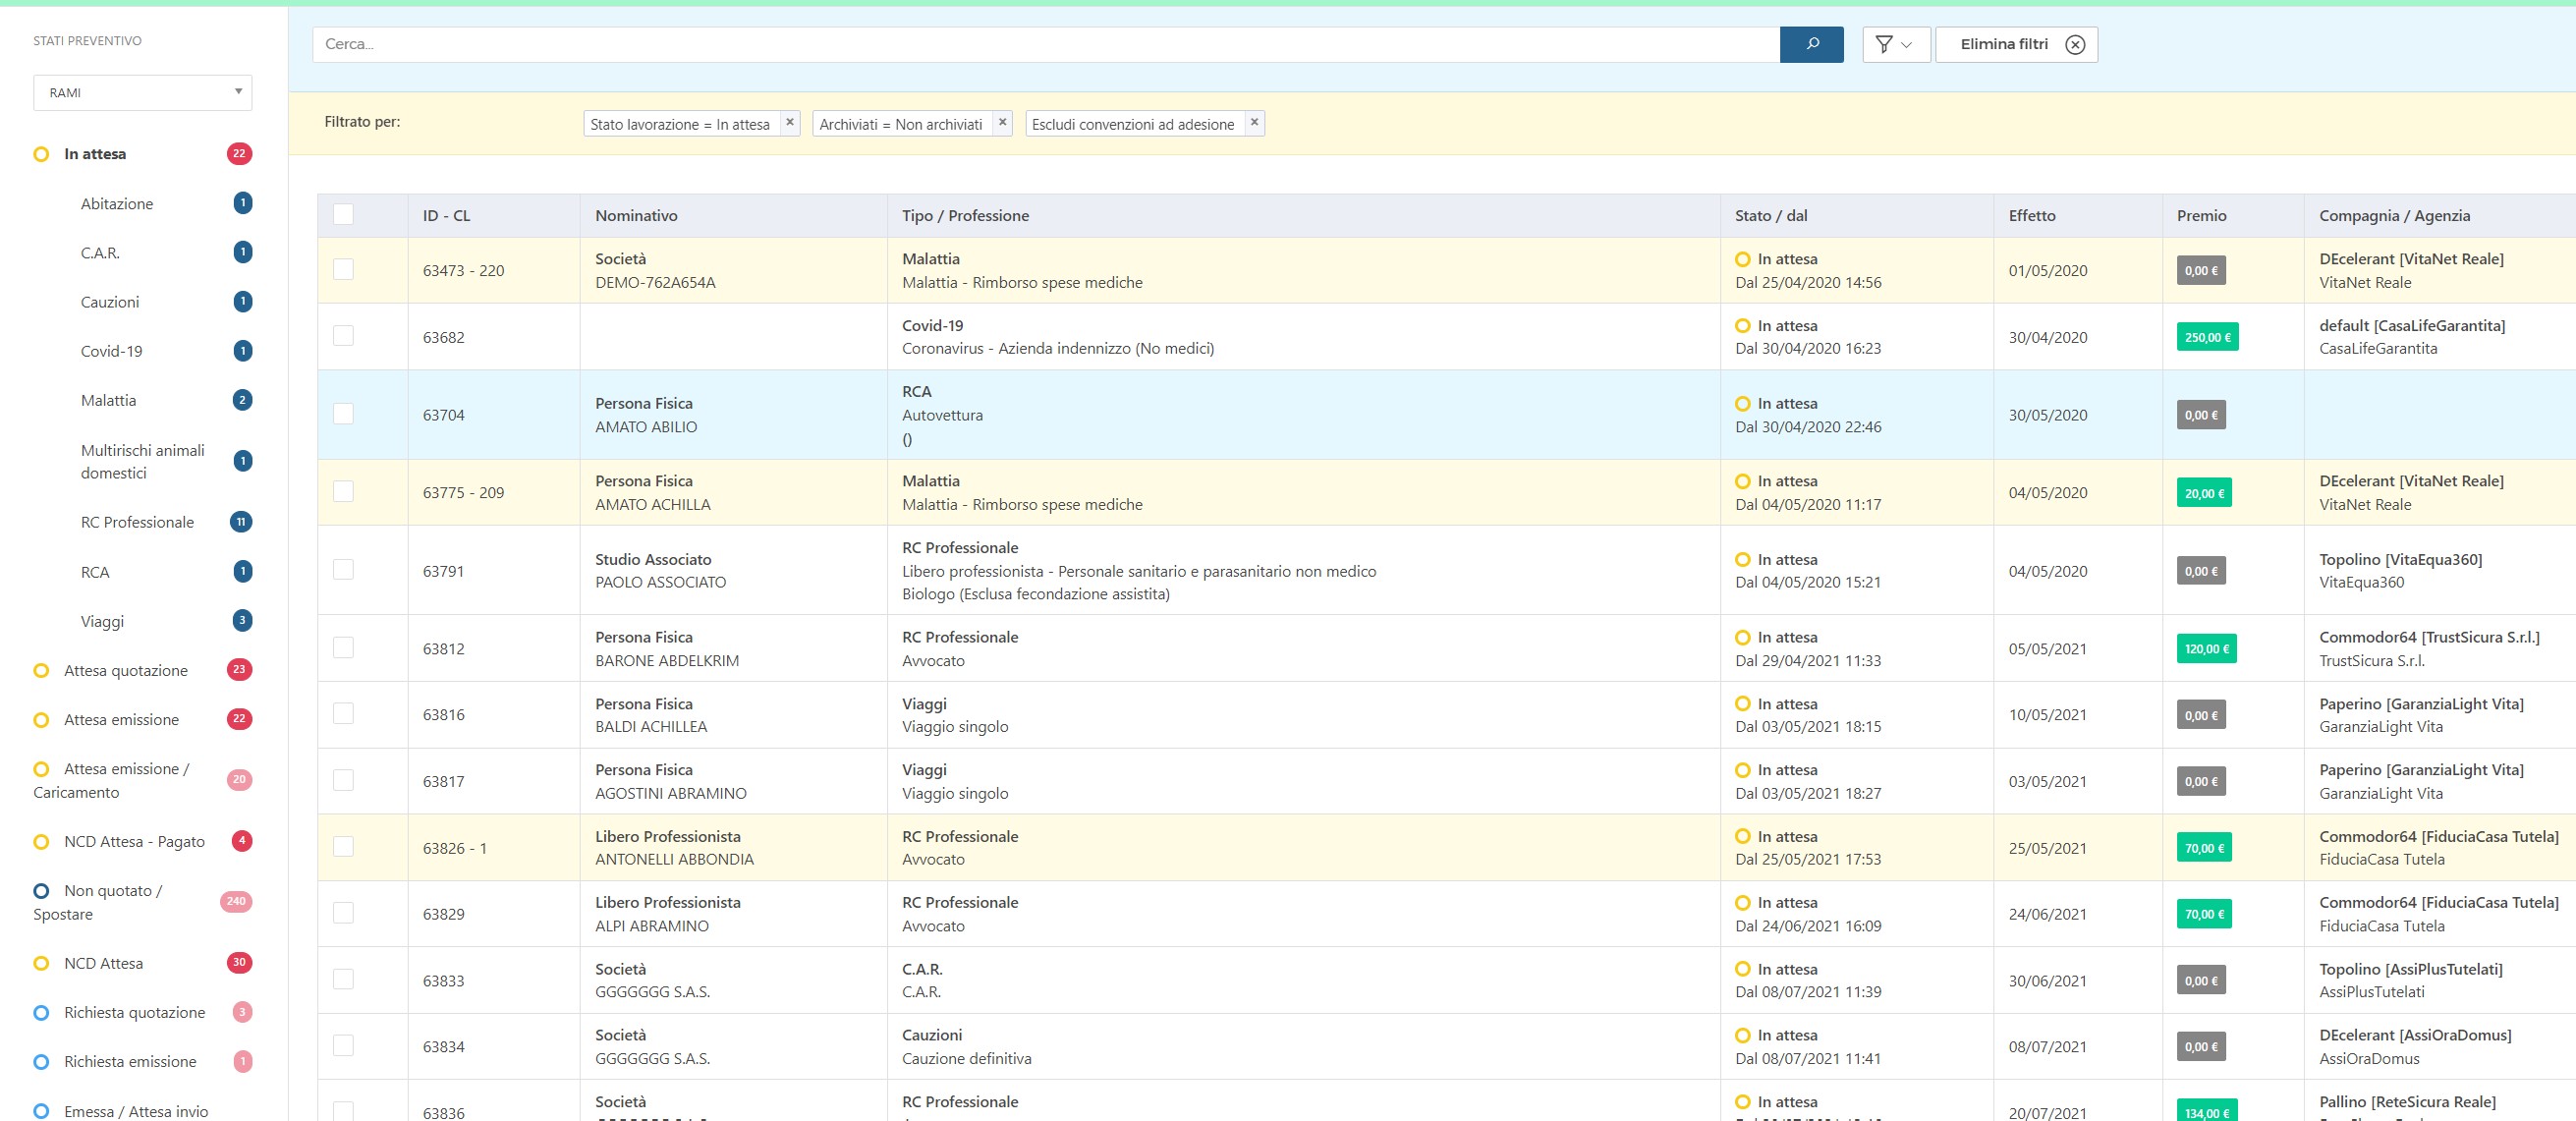 STATI PREVENTIVO
RAMI
In attesa 22
Abitazione 1
C.A.R. 1
Cauzioni 1
Covid-19 1
Malattia 2
Multirischi animali
domestici 1
RC Professionale 11
RCA 1
Viaggi 3
Attesa quotazione 23
Attesa emissione 22
Attesa emissione /
Caricamento 20
NCD Attesa - Pagato 4
Non quotato /
Spostare 240
NCD Attesa 30
Richiesta quotazione 3
Richiesta emissione 1
Emessa / Attesa invio
Cerca...
Elimina filtri
Filtrato per: Stato lavorazione = In attesa × Archiviati = Non archiviati × Escludi convenzioni ad adesione ×
ID - CL Nominativo Tipo / Professione Stato / dal Effetto Premio Compagnia / Agenzia
Società Malattia In attesa DEcelerant [VitaNet Reale]
63473 - 220 01/05/2020 0,00 €
DEMO-762A654A Malattia - Rimborso spese mediche Dal 25/04/2020 14:56 VitaNet Reale
Covid-19 In attesa default [CasaLifeGarantita]
63682 30/04/2020 250,00 €
Coronavirus - Azienda indennizzo (No medici) Dal 30/04/2020 16:23 CasaLifeGarantita
RCA
Persona Fisica In attesa
63704 Autovettura 30/05/2020 0,00 €
AMATO ABILIO Dal 30/04/2020 22:46
()
Persona Fisica Malattia In attesa DEcelerant [VitaNet Reale]
63775 - 209 04/05/2020 20,00 €
AMATO ACHILLA Malattia - Rimborso spese mediche Dal 04/05/2020 11:17 VitaNet Reale
RC Professionale
Studio Associato In attesa Topolino [VitaEqua360]
63791 Libero professionista - Personale sanitario e parasanitario non medico 04/05/2020 0,00 €
PAOLO ASSOCIATO Dal 04/05/2020 15:21 VitaEqua360
Biologo (Esclusa fecondazione assistita)
Persona Fisica RC Professionale In attesa Commodor64 [TrustSicura S.r.l.]
63812 05/05/2021 120,00 €
BARONE ABDELKRIM Avvocato Dal 29/04/2021 11:33 TrustSicura S.r.l.
Persona Fisica Viaggi In attesa Paperino [GaranziaLight Vita]
63816 10/05/2021 0,00 €
BALDI ACHILLEA Viaggio singolo Dal 03/05/2021 18:15 GaranziaLight Vita
Persona Fisica Viaggi In attesa Paperino [GaranziaLight Vita]
63817 03/05/2021 0,00 €
AGOSTINI ABRAMINO Viaggio singolo Dal 03/05/2021 18:27 GaranziaLight Vita
Libero Professionista RC Professionale In attesa Commodor64 [FiduciaCasa Tutela]
63826 - 1 25/05/2021 70,00 €
ANTONELLI ABBONDIA Avvocato Dal 25/05/2021 17:53 FiduciaCasa Tutela
Libero Professionista RC Professionale In attesa Commodor64 [FiduciaCasa Tutela]
63829 24/06/2021 70,00 €
ALPI ABRAMINO Avvocato Dal 24/06/2021 16:09 FiduciaCasa Tutela
Società C.A.R. In attesa Topolino [AssiPlusTutelati]
63833 30/06/2021 0,00 €
GGGGGGG S.A.S. C.A.R. Dal 08/07/2021 11:39 AssiPlusTutelati
Società Cauzioni In attesa DEcelerant [AssiOraDomus]
63834 08/07/2021 0,00 €
GGGGGGG S.A.S. Cauzione definitiva Dal 08/07/2021 11:41 AssiOraDomus
Società RC Professionale In attesa Pallino [ReteSicura Reale]
63836 20/07/2021 134,00 €